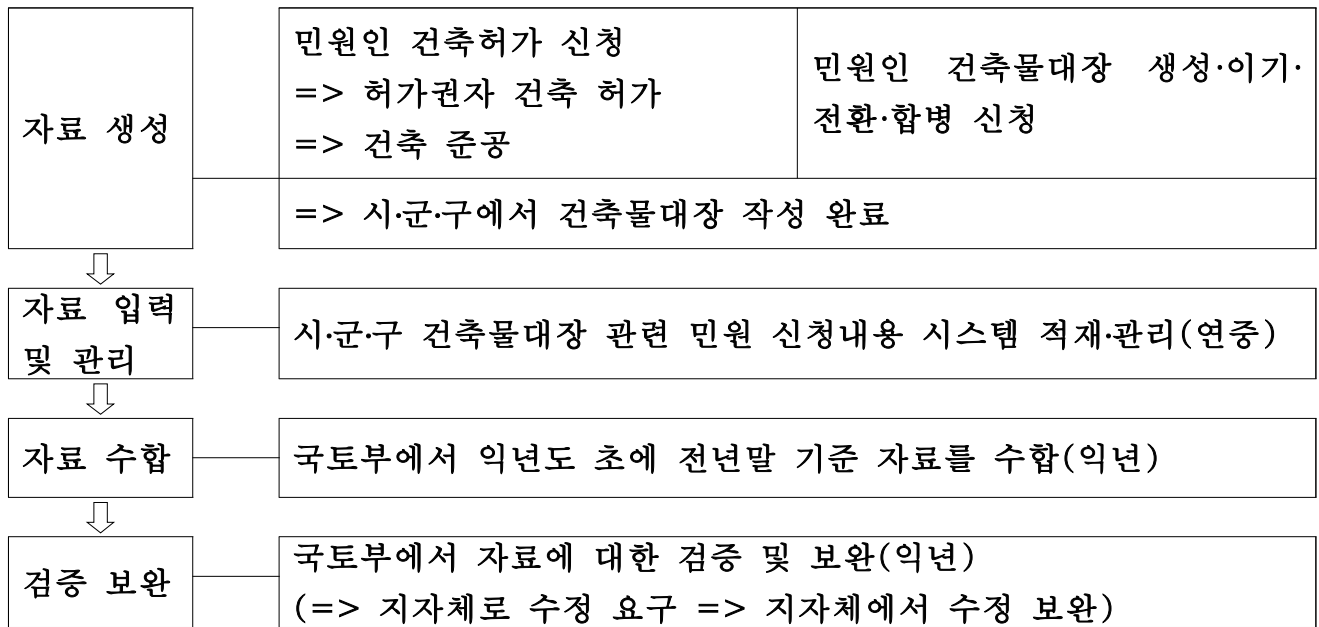 자료 생성
민원인 건축허가 신청
=> 허가권자 건축 허가
=> 건축 준공
민원인 건축물대장 생성·이기·
전환·합병 신청
=> 시·군·구에서 건축물대장 작성 완료
자료 입력
및 관리
시·군·구 건축물대장 관련 민원 신청내용 시스템 적재·관리(연중)
자료 수합
국토부에서 익년도 초에 전년말 기준 자료를 수합(익년)
검증 보완
국토부에서 자료에 대한 검증 및 보완(익년)
(=> 지자체로 수정 요구 => 지자체에서 수정 보완)